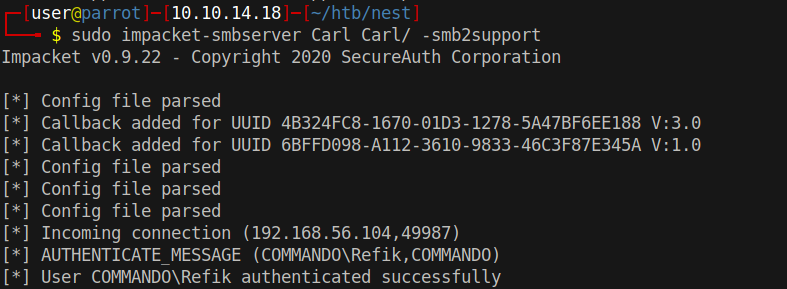 [user@parrot]─[10.10.14.18]─[~/htb/nest]
$ sudo impacket-smbserver Carl Carl/ -smb2support
Impacket v0.9.22 - Copyright 2020 SecureAuth Corporation
[*] Config file parsed
[*] Callback added for UUID 4B324FC8-1670-01D3-1278-5A47BF6EE188 V:3.0
[*] Callback added for UUID 6BFFD098-A112-3610-9833-46C3F87E345A V:1.0
[*] Config file parsed
[*] Config file parsed
[*] Config file parsed
[*] Incoming connection (192.168.56.104,49987)
[*] AUTHENTICATE_MESSAGE (COMMANDO\Refik,COMMANDO)
[*] User COMMANDO\Refik authenticated successfully